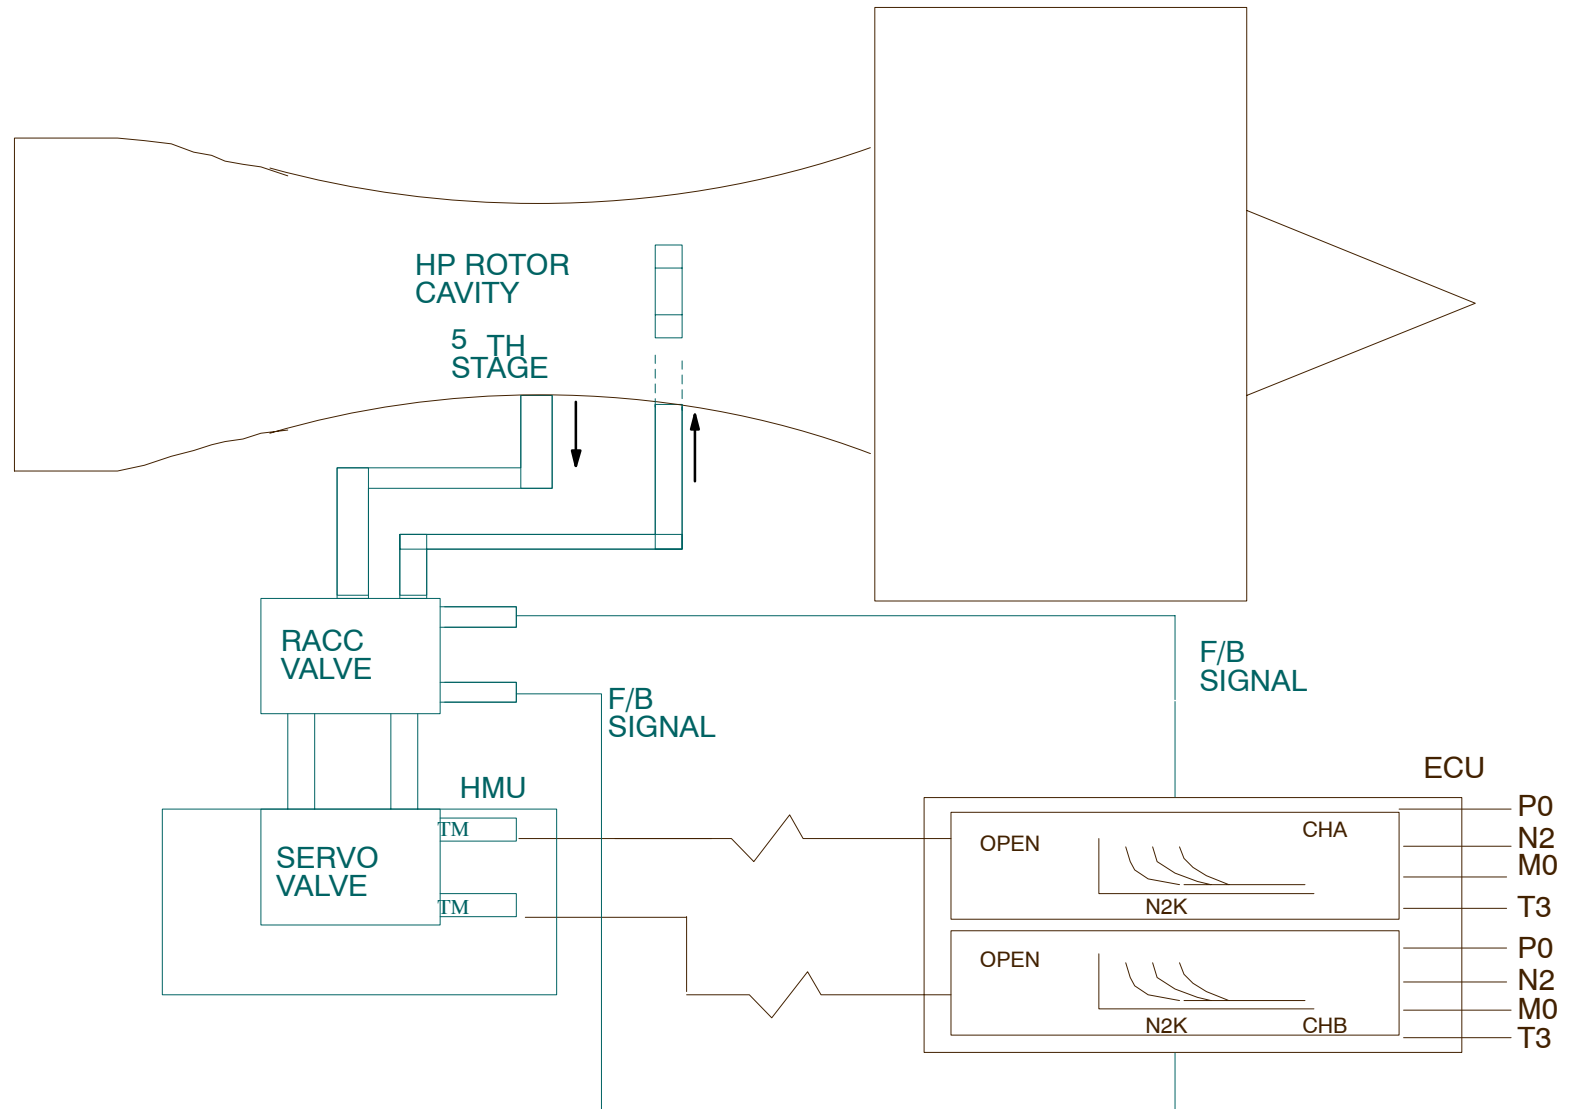 HP ROTOR
CAVITY
5 TH
STAGE
RACC
VALVE
F/B
SIGNAL
F/B
SIGNAL
HMU
ECU
TM
SERVO
VALVE
TM
OPEN
CHA
N2K
P0
N2
M0
T3
OPEN
N2K
CHB
P0
N2
M0
T3